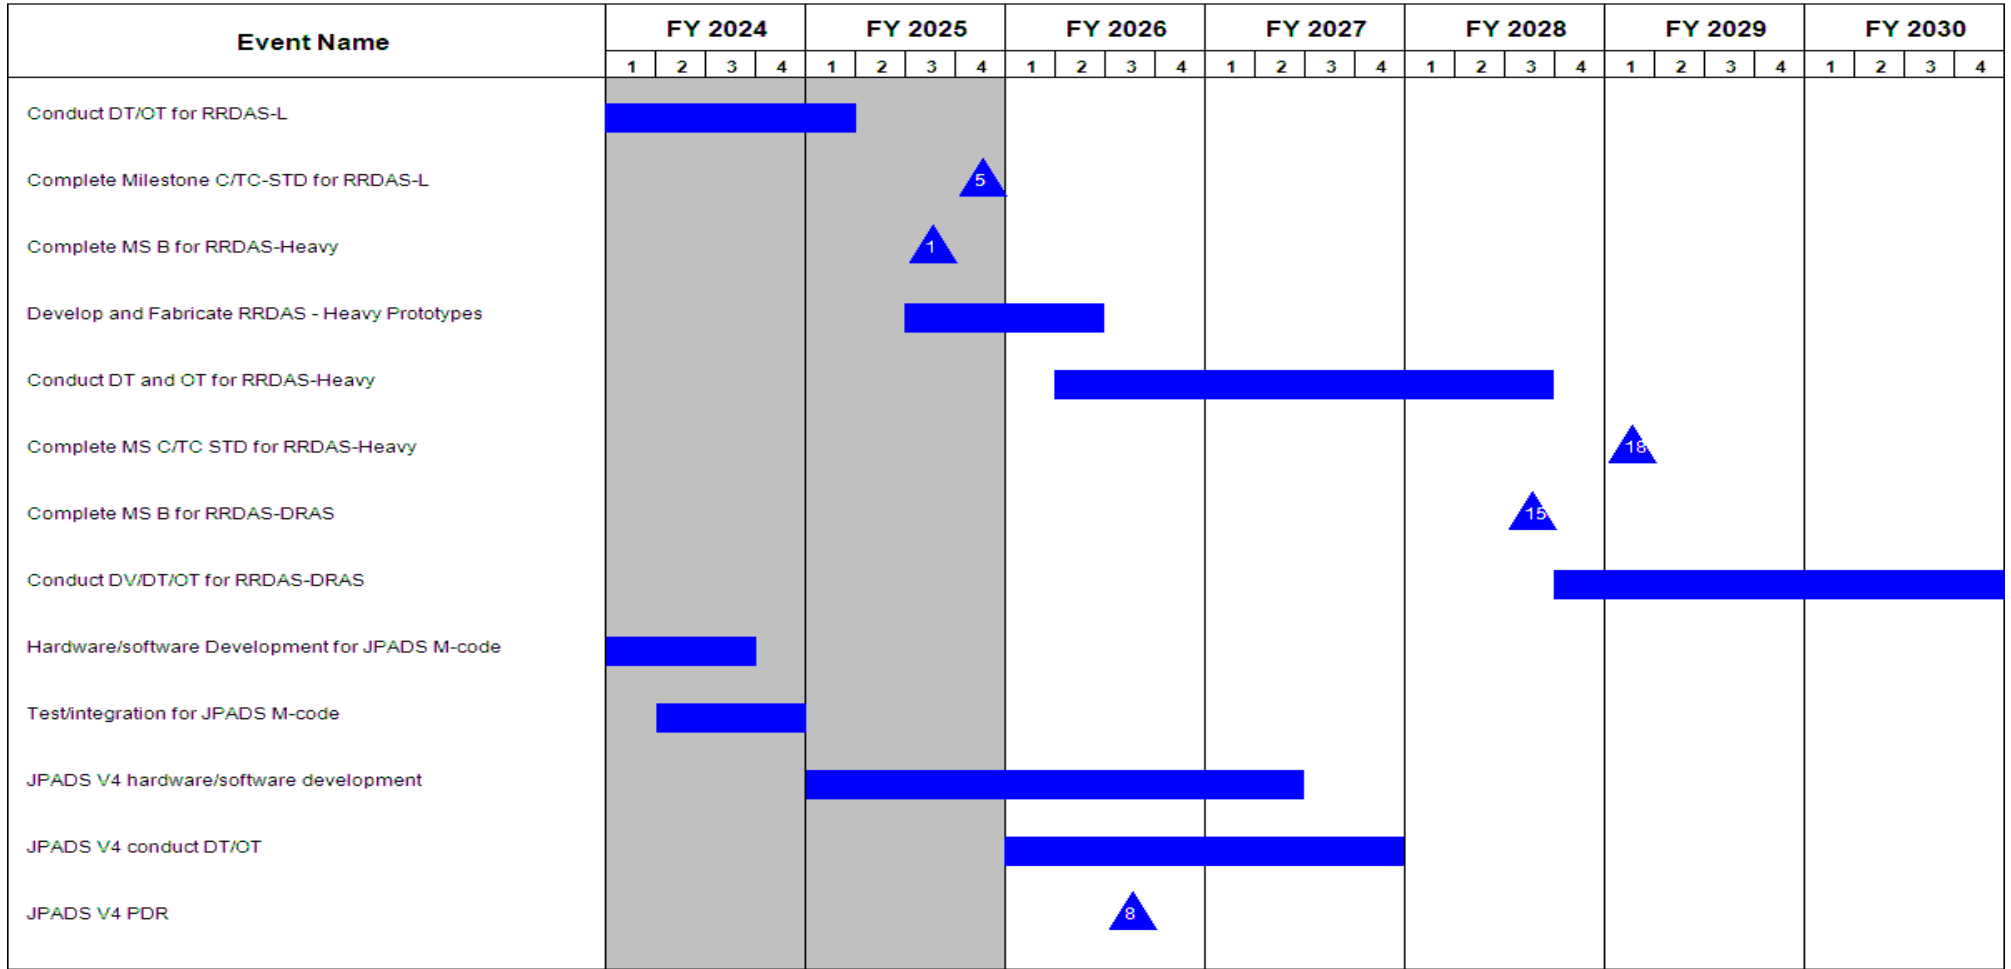 Event Name
FY 2024 FY 2025 FY 2026 FY 2027 FY 2028 FY 2029 FY 2030
1 2 3 4 1 2 3 4 1 2 3 4 1 2 3 4 1 2 3 4 1 2 3 4 1 2 3 4
Conduct DT/OT for RRDAS-L
Complete Milestone C/TC-STD for RRDAS-L 5
Complete MS B for RRDAS-Heavy 1
Develop and Fabricate RRDAS - Heavy Prototypes
Conduct DT and OT for RRDAS-Heavy
Complete MS C/TC STD for RRDAS-Heavy 18
Complete MS B for RRDAS-DRAS 15
Conduct DV/DT/OT for RRDAS-DRAS
Hardware/software Development for JPADS M-code
Test/integration for JPADS M-code
JPADS V4 hardware/software development
JPADS V4 conduct DT/OT
JPADS V4 PDR 8